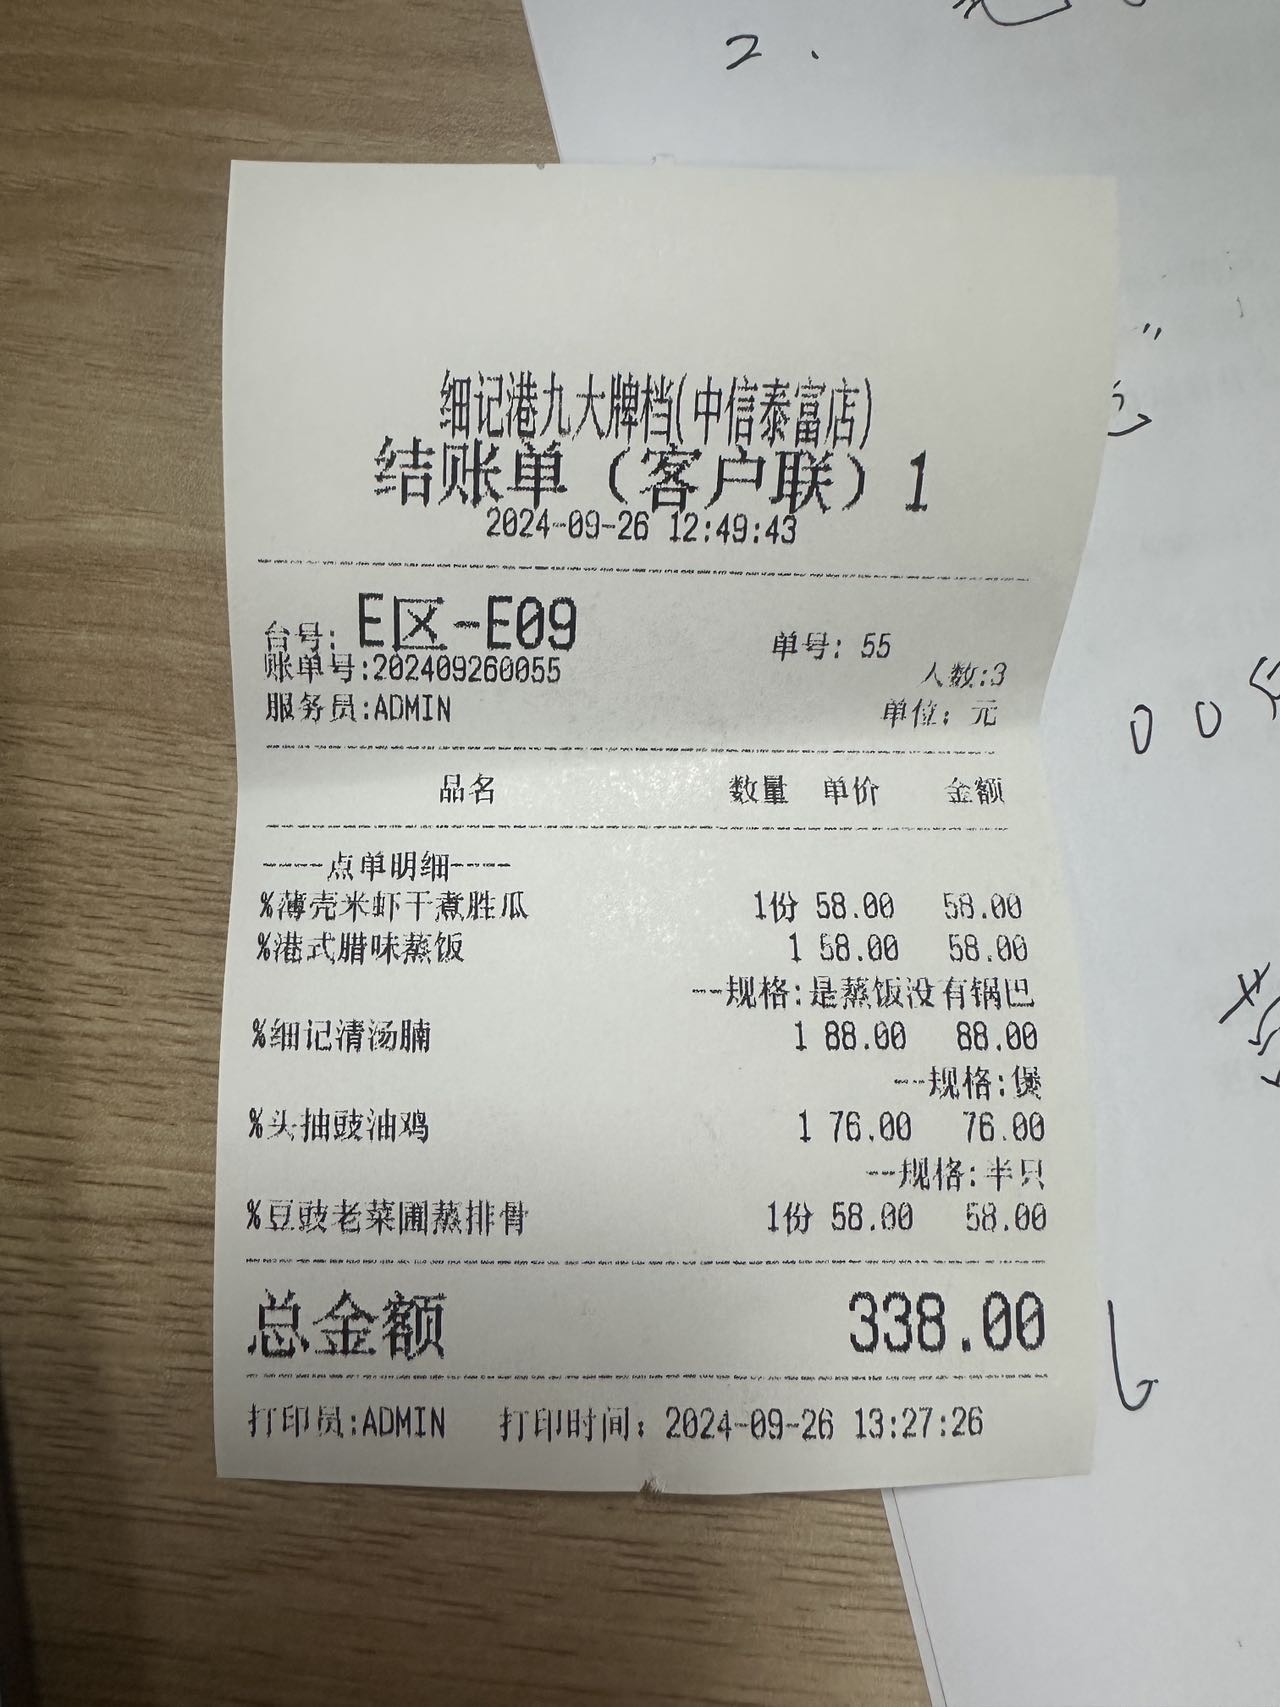 2.
细记港九大牌档(中信泰富店)
结账单（客户联）1
2024-09-26 12:49:43
台号: E区-E09 单号: 55
账单号:202409260055 人数:3
服务员:ADMIN 单位: 元
品名 数量 单价 金额
----点单明细----
%薄壳米虾干煮胜瓜 1份 58.00 58.00
%港式腊味蒸饭 1 58.00 58.00
--规格:是蒸饭没有锅巴
%细记清汤腩 1 88.00 88.00
--规格:煲
%头抽豉油鸡 1 76.00 76.00
--规格:半只
%豆豉老菜圃蒸排骨 1份 58.00 58.00
总金额 338.00
打印员:ADMIN 打印时间: 2024-09-26 13:27:26